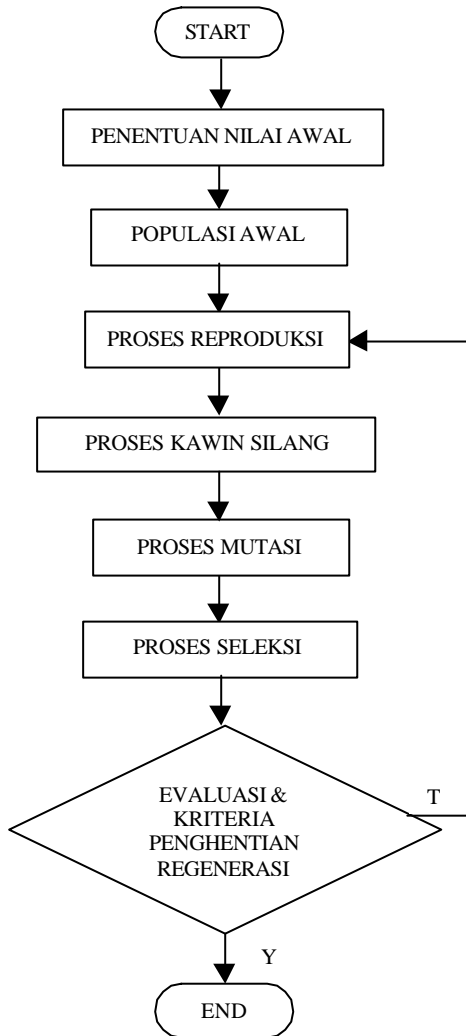 START
PENENTUAN NILAI AWAL
POPULASI AWAL
PROSES REPRODUKSI
PROSES KAWIN SILANG
PROSES MUTASI
PROSES SELEKSI
EVALUASI &
KRITERIA
PENGHENTIAN
REGENERASI
T
Y
END